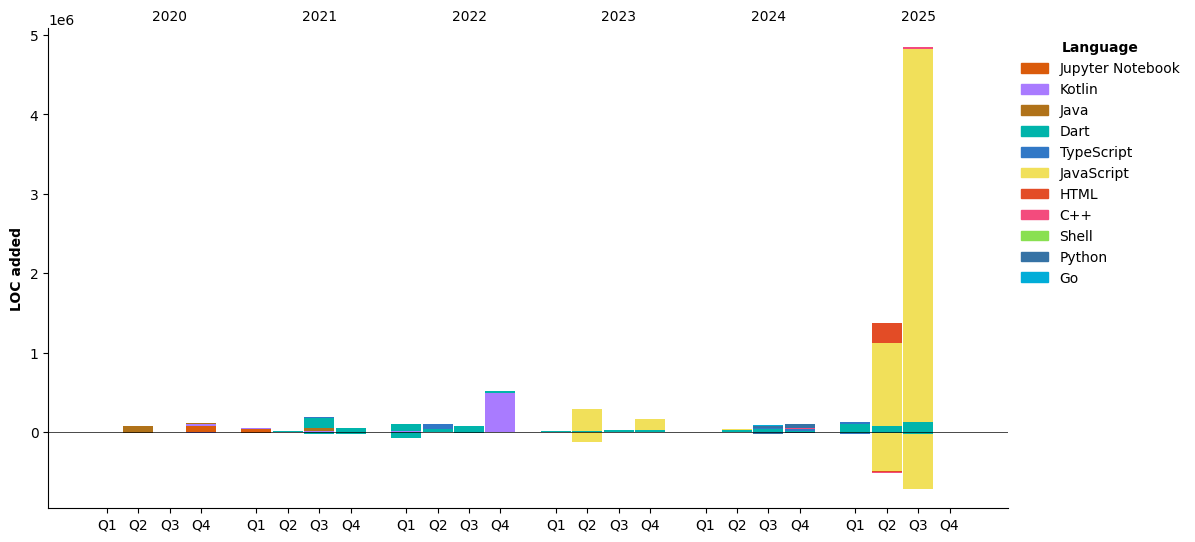 1e6
2020 2021 2022 2023 2024 2025
5
4
3
2
1
0
LOC added
Q1 Q2 Q3 Q4 Q1 Q2 Q3 Q4 Q1 Q2 Q3 Q4 Q1 Q2 Q3 Q4 Q1 Q2 Q3 Q4 Q1 Q2 Q3 Q4
Language
Jupyter Notebook
Kotlin
Java
Dart
TypeScript
JavaScript
HTML
C++
Shell
Python
Go